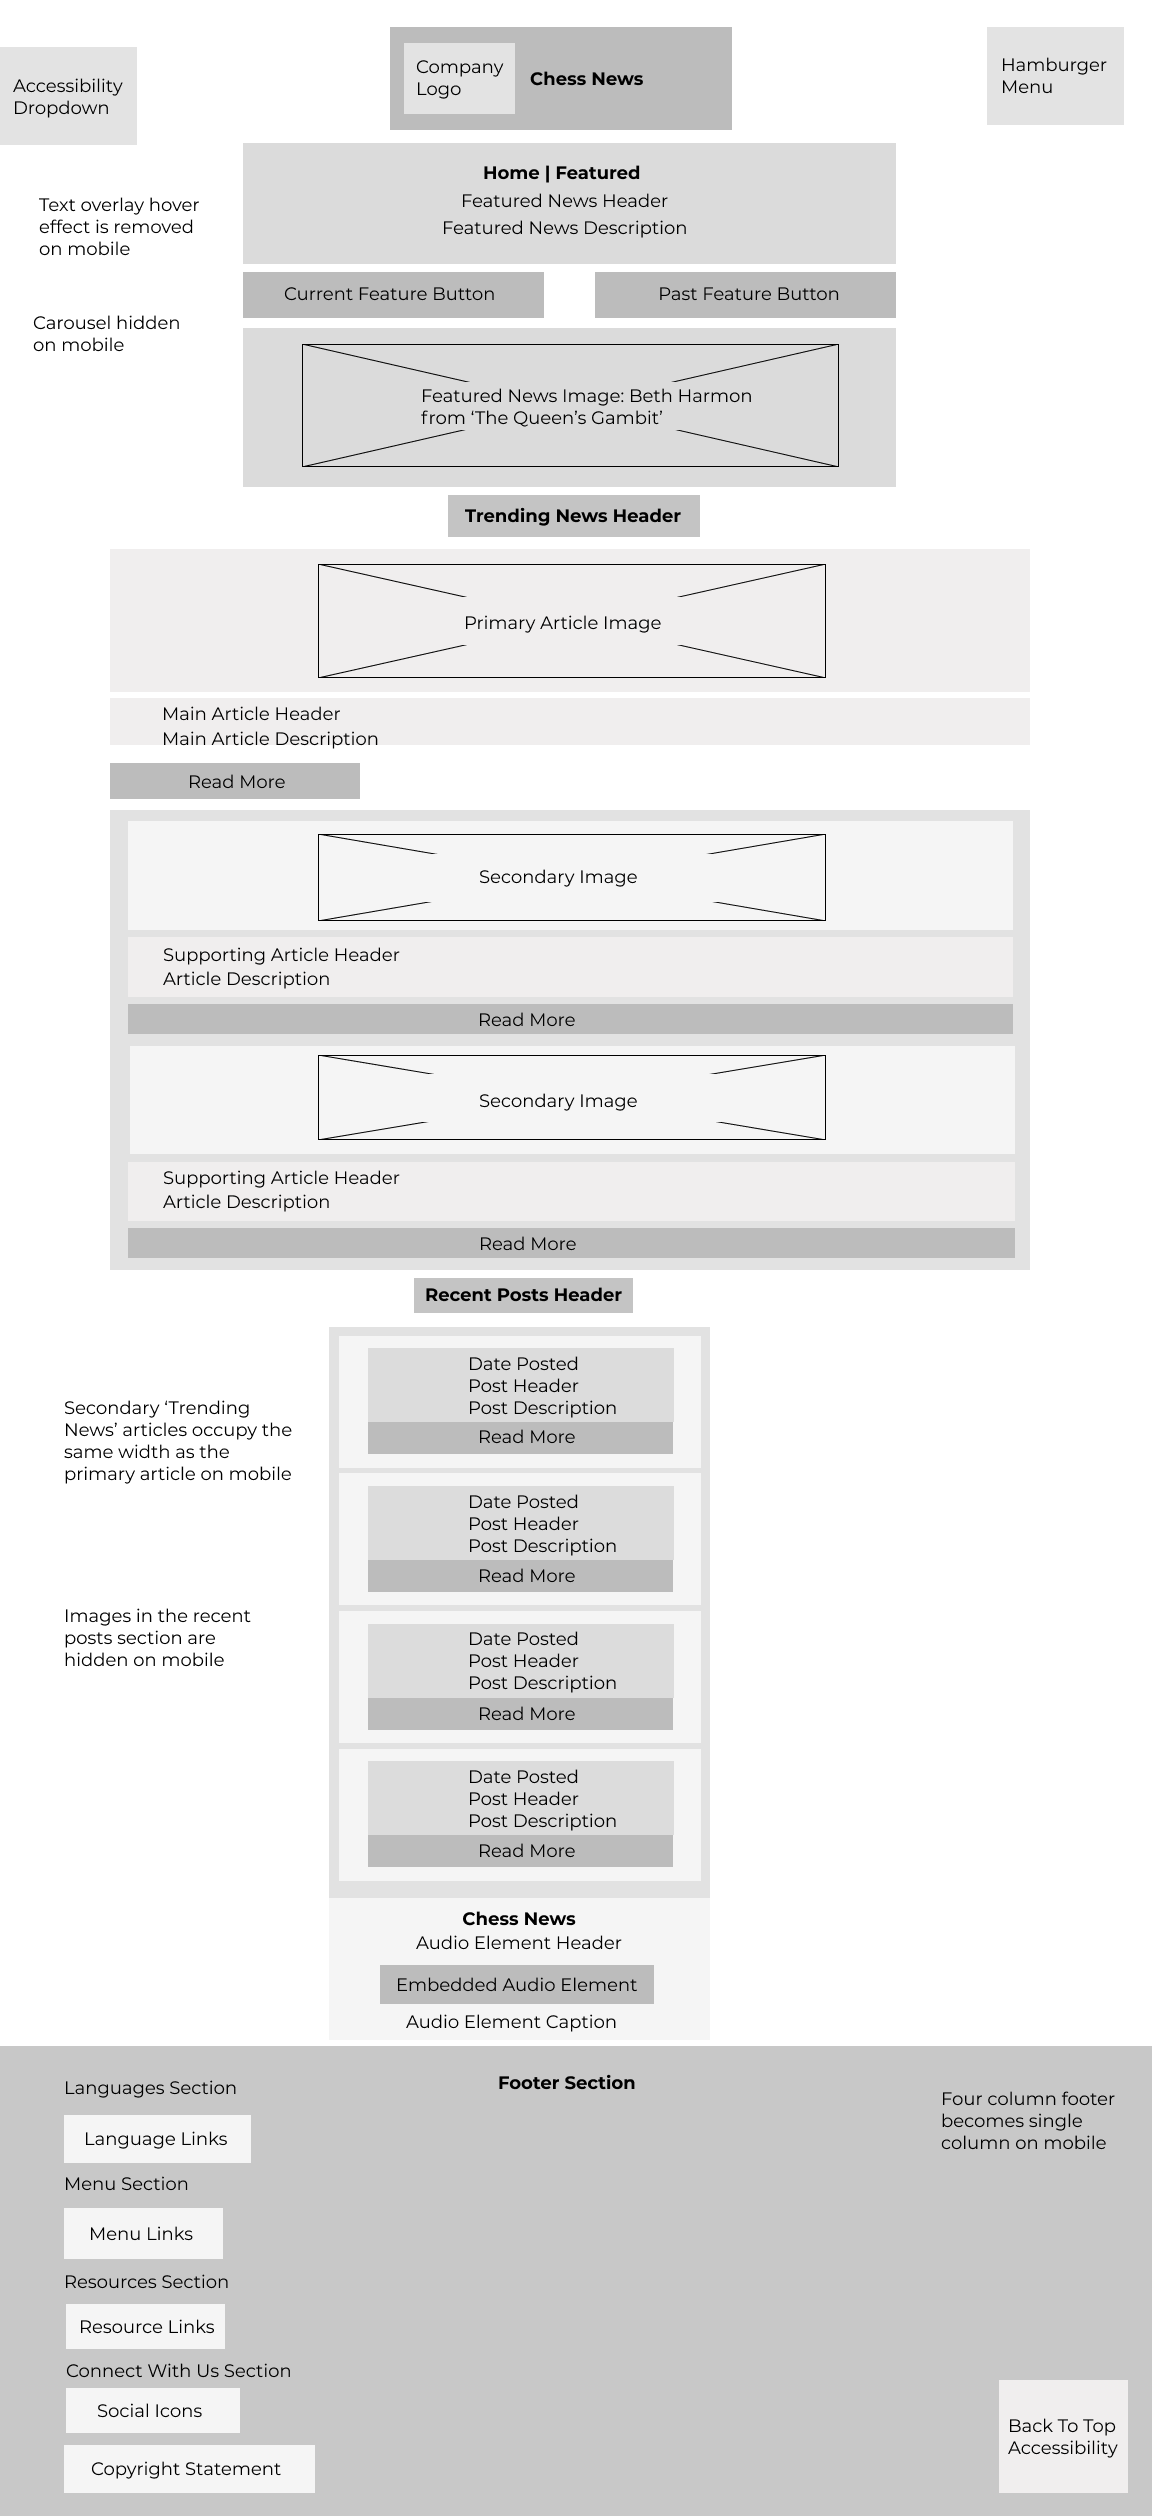 Accessibility
Dropdown
Company
Logo
Chess News
Hamburger
Menu
Home | Featured
Featured News Header
Featured News Description
Text overlay hover
effect is removed
on mobile
Current Feature Button
Past Feature Button
Carousel hidden
on mobile
Featured News Image: Beth Harmon
from ‘The Queen’s Gambit’
Trending News Header
Primary Article Image
Main Article Header
Main Article Description
Read More
Secondary Image
Supporting Article Header
Article Description
Read More
Secondary Image
Supporting Article Header
Article Description
Read More
Recent Posts Header
Date Posted
Post Header
Post Description
Read More
Secondary ‘Trending
News’ articles occupy the
same width as the
primary article on mobile
Date Posted
Post Header
Post Description
Read More
Images in the recent
posts section are
hidden on mobile
Date Posted
Post Header
Post Description
Read More
Date Posted
Post Header
Post Description
Read More
Chess News
Audio Element Header
Embedded Audio Element
Audio Element Caption
Footer Section
Four column footer
becomes single
column on mobile
Languages Section
Language Links
Menu Section
Menu Links
Resources Section
Resource Links
Connect With Us Section
Social Icons
Copyright Statement
Back To Top
Accessibility